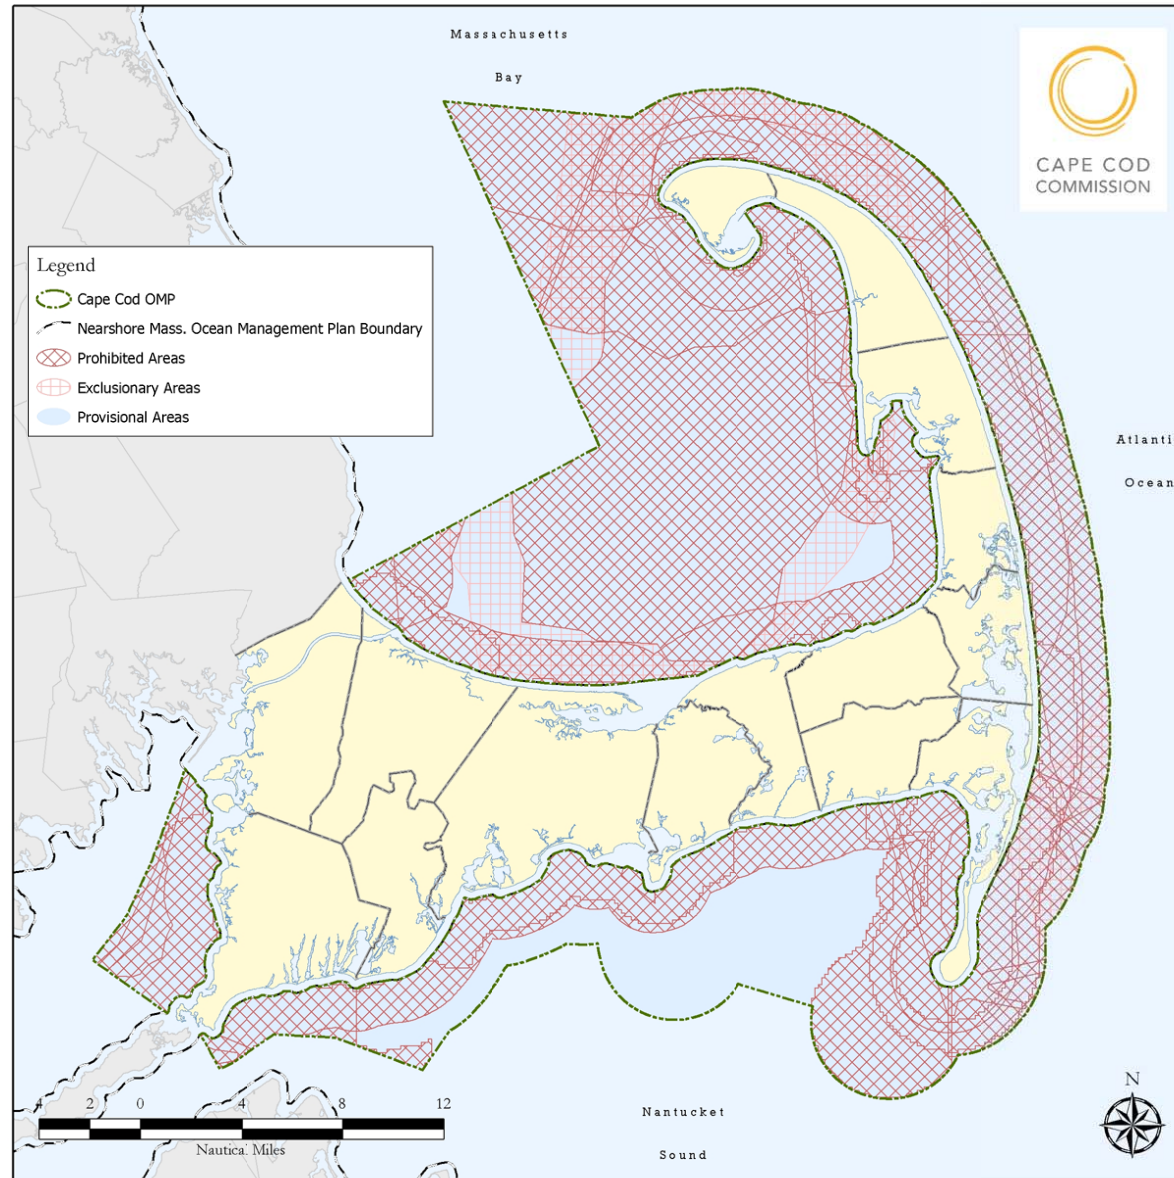 Massachusetts
Bay
CAPE COD
COMMISSION
Legend
Cape Cod OMP
Nearshore Mass. Ocean Management Plan Boundary
Prohibited Areas
Exclusionary Areas
Provisional Areas
Atlanti
Ocean
4 2 0 4 8 12
Nautical Miles
Nantucket
Sound
N